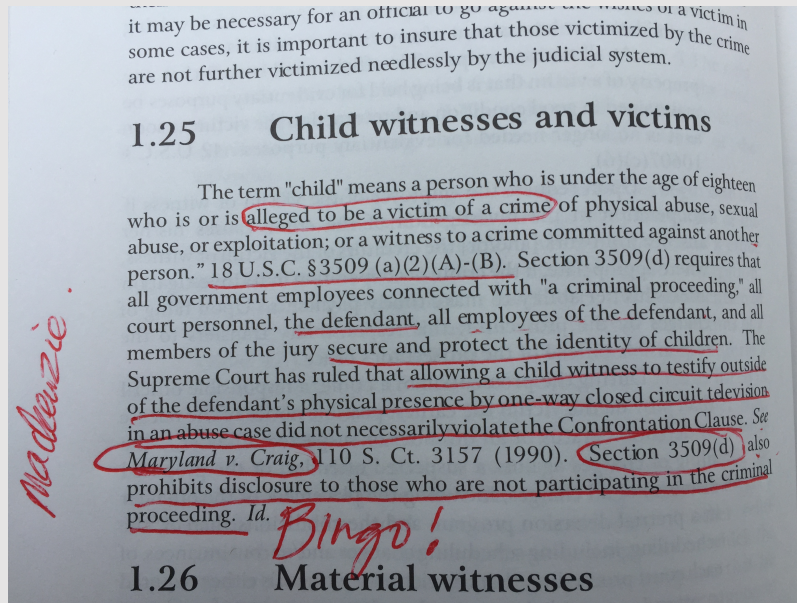 it may be necessary for an official to go against the wishes of a victim in
some cases, it is important to insure that those victimized by the crime
are not further victimized needlessly by the judicial system.
1.25 Child witnesses and victims
The term "child" means a person who is under the age of eighteen
who is or is alleged to be a victim of a crime of physical abuse, sexual
abuse, or exploitation; or a witness to a crime committed against another
person.” 18 U.S.C. §3509 (a)(2)(A)-(B). Section 3509(d) requires that
all government employees connected with "a criminal proceeding," all
court personnel, the defendant, all employees of the defendant, and all
members of the jury secure and protect the identity of children. The
Supreme Court has ruled that allowing a child witness to testify outside
of the defendant's physical presence by one-way closed circuit television
in an abuse case did not necessarily violate the Confrontation Clause. See
Maryland v. Craig, 110 S. Ct. 3157 (1990). Section 3509(d) also
prohibits disclosure to those who are not participating in the criminal
proceeding. Id.
Bingo!
Mackenzie.
1.26 Material witnesses